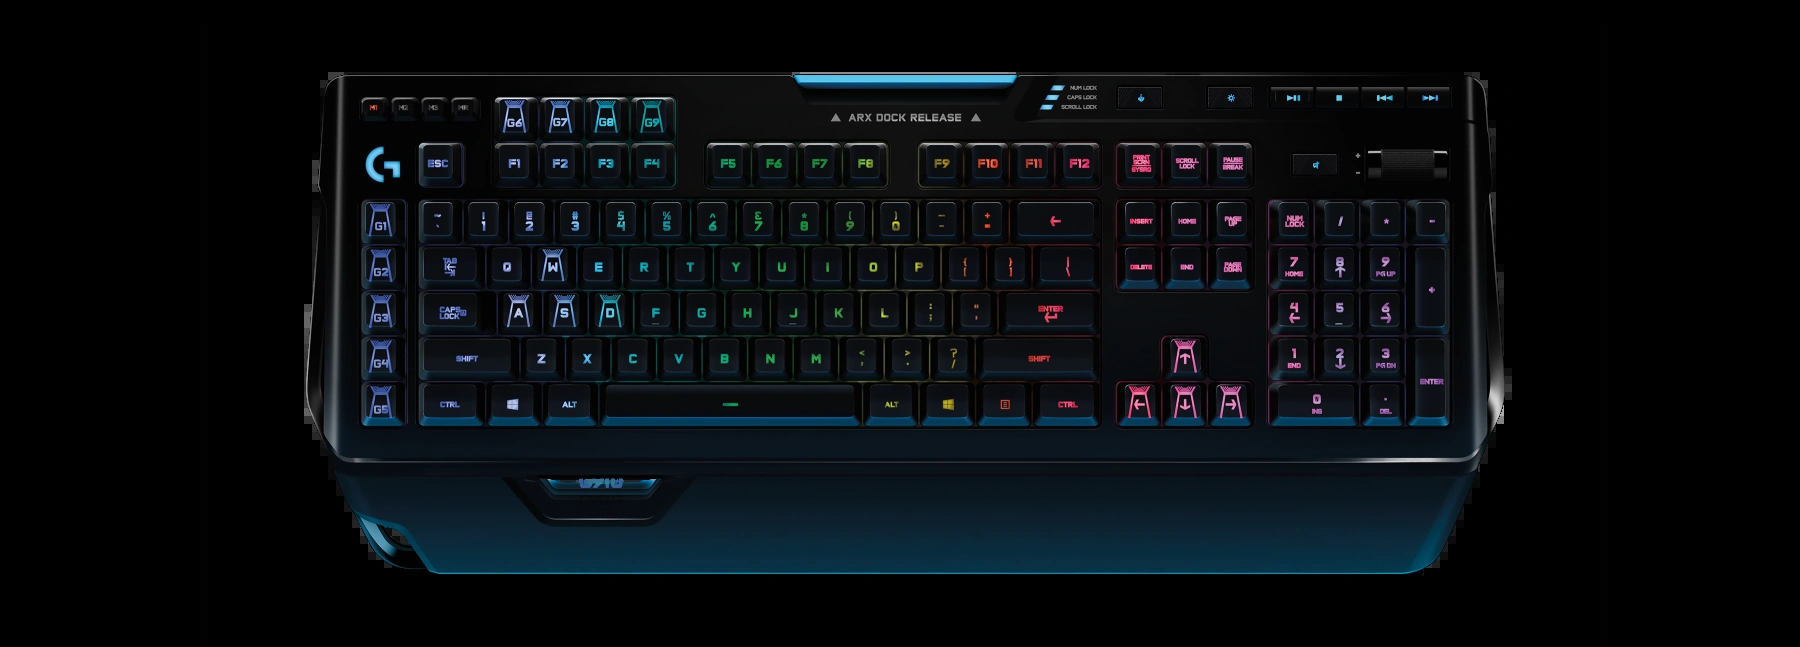 M1 M2 M3 MR
G6 G7 G8 G9
▲ ARX DOCK RELEASE ▲
NUM LOCK
CAPS LOCK
SCROLL LOCK
G
ESC F1 F2 F3 F4 F5 F6 F7 F8 F9 F10 F11 F12
PRINT SCRN SYSRQ
SCROLL LOCK
PAUSE BREAK
+
-
G1
~ ` ! 1 @ 2 # 3 $ 4 % 5 ^ 6 £ 7 * 8 ( 9 ) 0 - + = ←
INSERT HOME PAGE UP
NUM LOCK / * -
G2
TAB Q W E R T Y U I O P { [ } ]
DELETE END PAGE DOWN
7 HOME 8 ↑ 9 PG UP +
G3
CAPS LOCK A S D F G H J K L : ; " ' ENTER
4 ← 5 6 →
G4
SHIFT Z X C V B N M < , > . ? / SHIFT
↑
1 END 2 ↓ 3 PG DN ENTER
G5
CTRL ALT ALT CTRL
← ↓ →
0 INS . DEL
G910